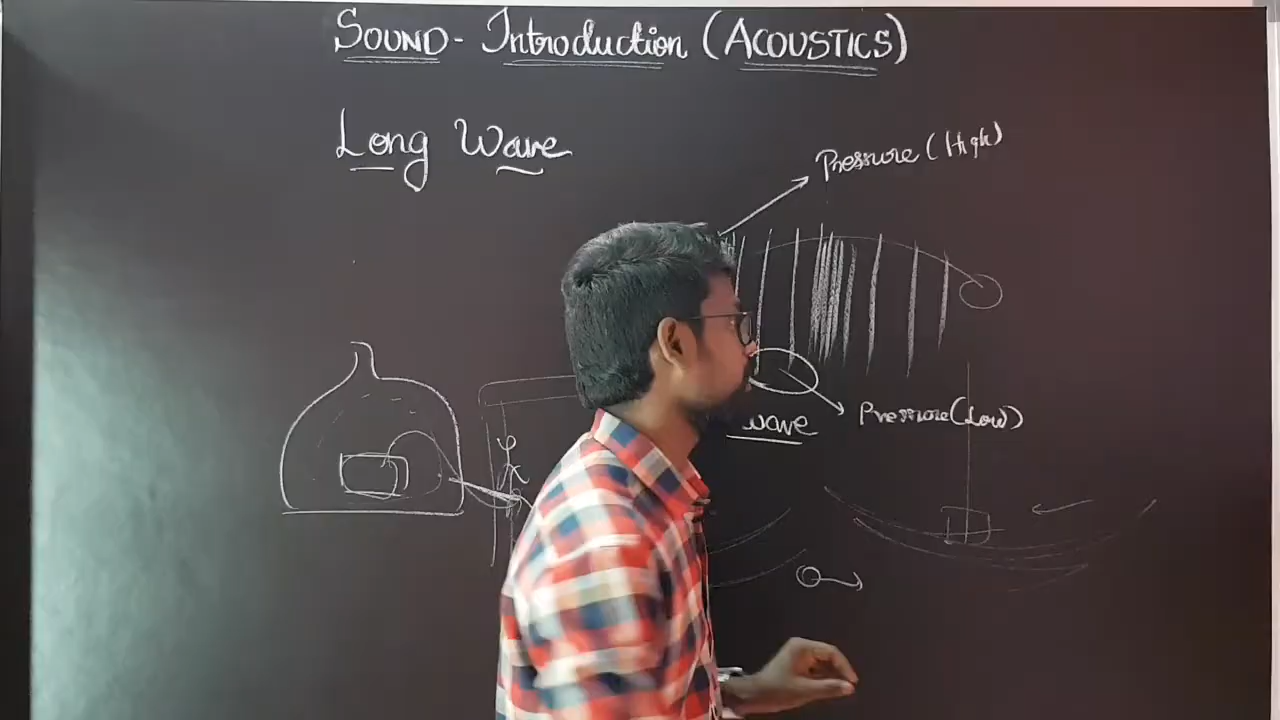 SOUND - Introduction (ACOUSTICS)
Long Wave
Pressure (High)
wave
Pressure (Low)